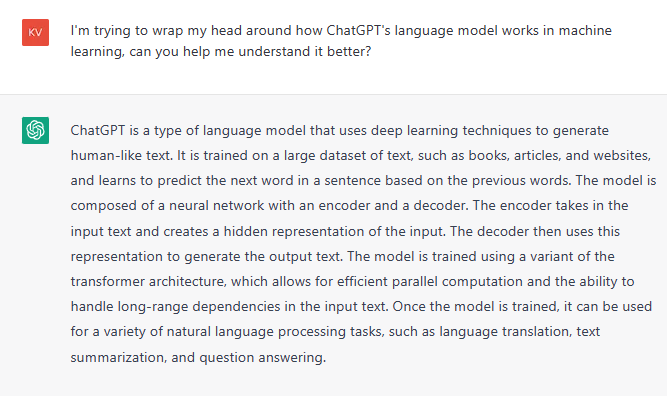 KV
I'm trying to wrap my head around how ChatGPT's language model works in machine
learning, can you help me understand it better?
ChatGPT is a type of language model that uses deep learning techniques to generate
human-like text. It is trained on a large dataset of text, such as books, articles, and websites,
and learns to predict the next word in a sentence based on the previous words. The model is
composed of a neural network with an encoder and a decoder. The encoder takes in the
input text and creates a hidden representation of the input. The decoder then uses this
representation to generate the output text. The model is trained using a variant of the
transformer architecture, which allows for efficient parallel computation and the ability to
handle long-range dependencies in the input text. Once the model is trained, it can be used
for a variety of natural language processing tasks, such as language translation, text
summarization, and question answering.